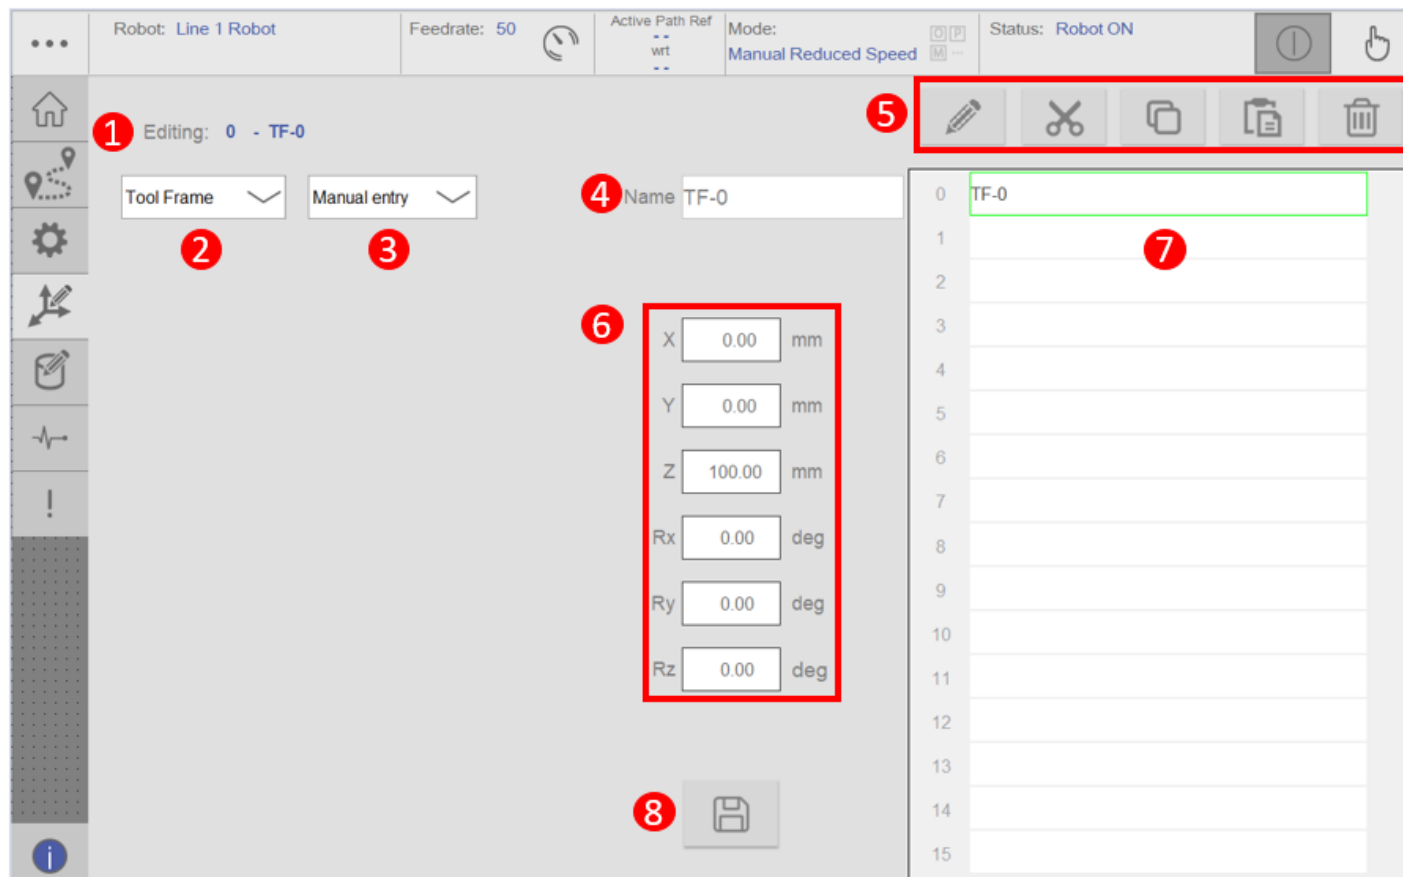 Robot: Line 1 Robot
Feedrate: 50
Active Path Ref
--
wrt
--
Mode:
Manual Reduced Speed
O P
M ...
Status: Robot ON
1 Editing: 0 - TF-0
5
Tool Frame
Manual entry
2
3
4 Name TF-0
6
X 0.00 mm
Y 0.00 mm
Z 100.00 mm
Rx 0.00 deg
Ry 0.00 deg
Rz 0.00 deg
8
0 TF-0
7
1
2
3
4
5
6
7
8
9
10
11
12
13
14
15
!
i